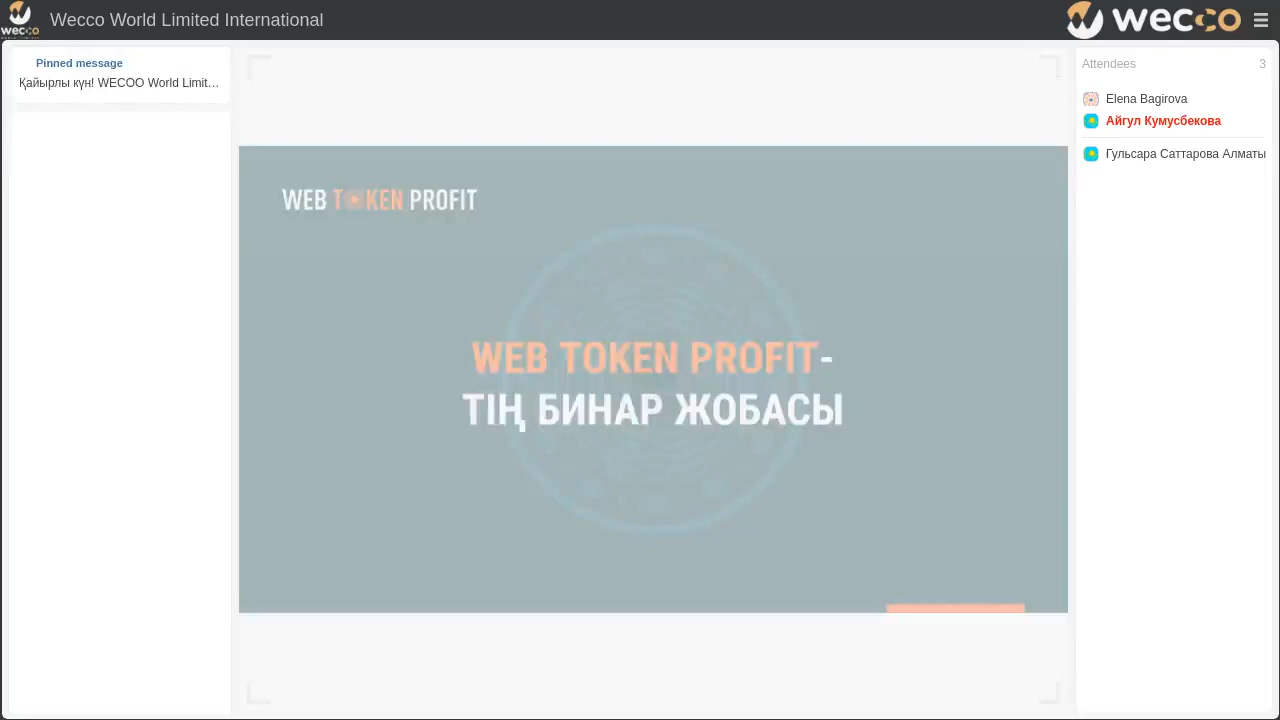 Wecco World Limited International
wecco
wecco
Pinned message
Қайырлы күн! WECOO World Limit…
Attendees 3
Elena Bagirova
Айгул Кумусбекова
Гульсара Саттарова Алматы
WEB TOKEN PROFIT
WEB TOKEN PROFIT-
ТІҢ БИНАР ЖОБАСЫ